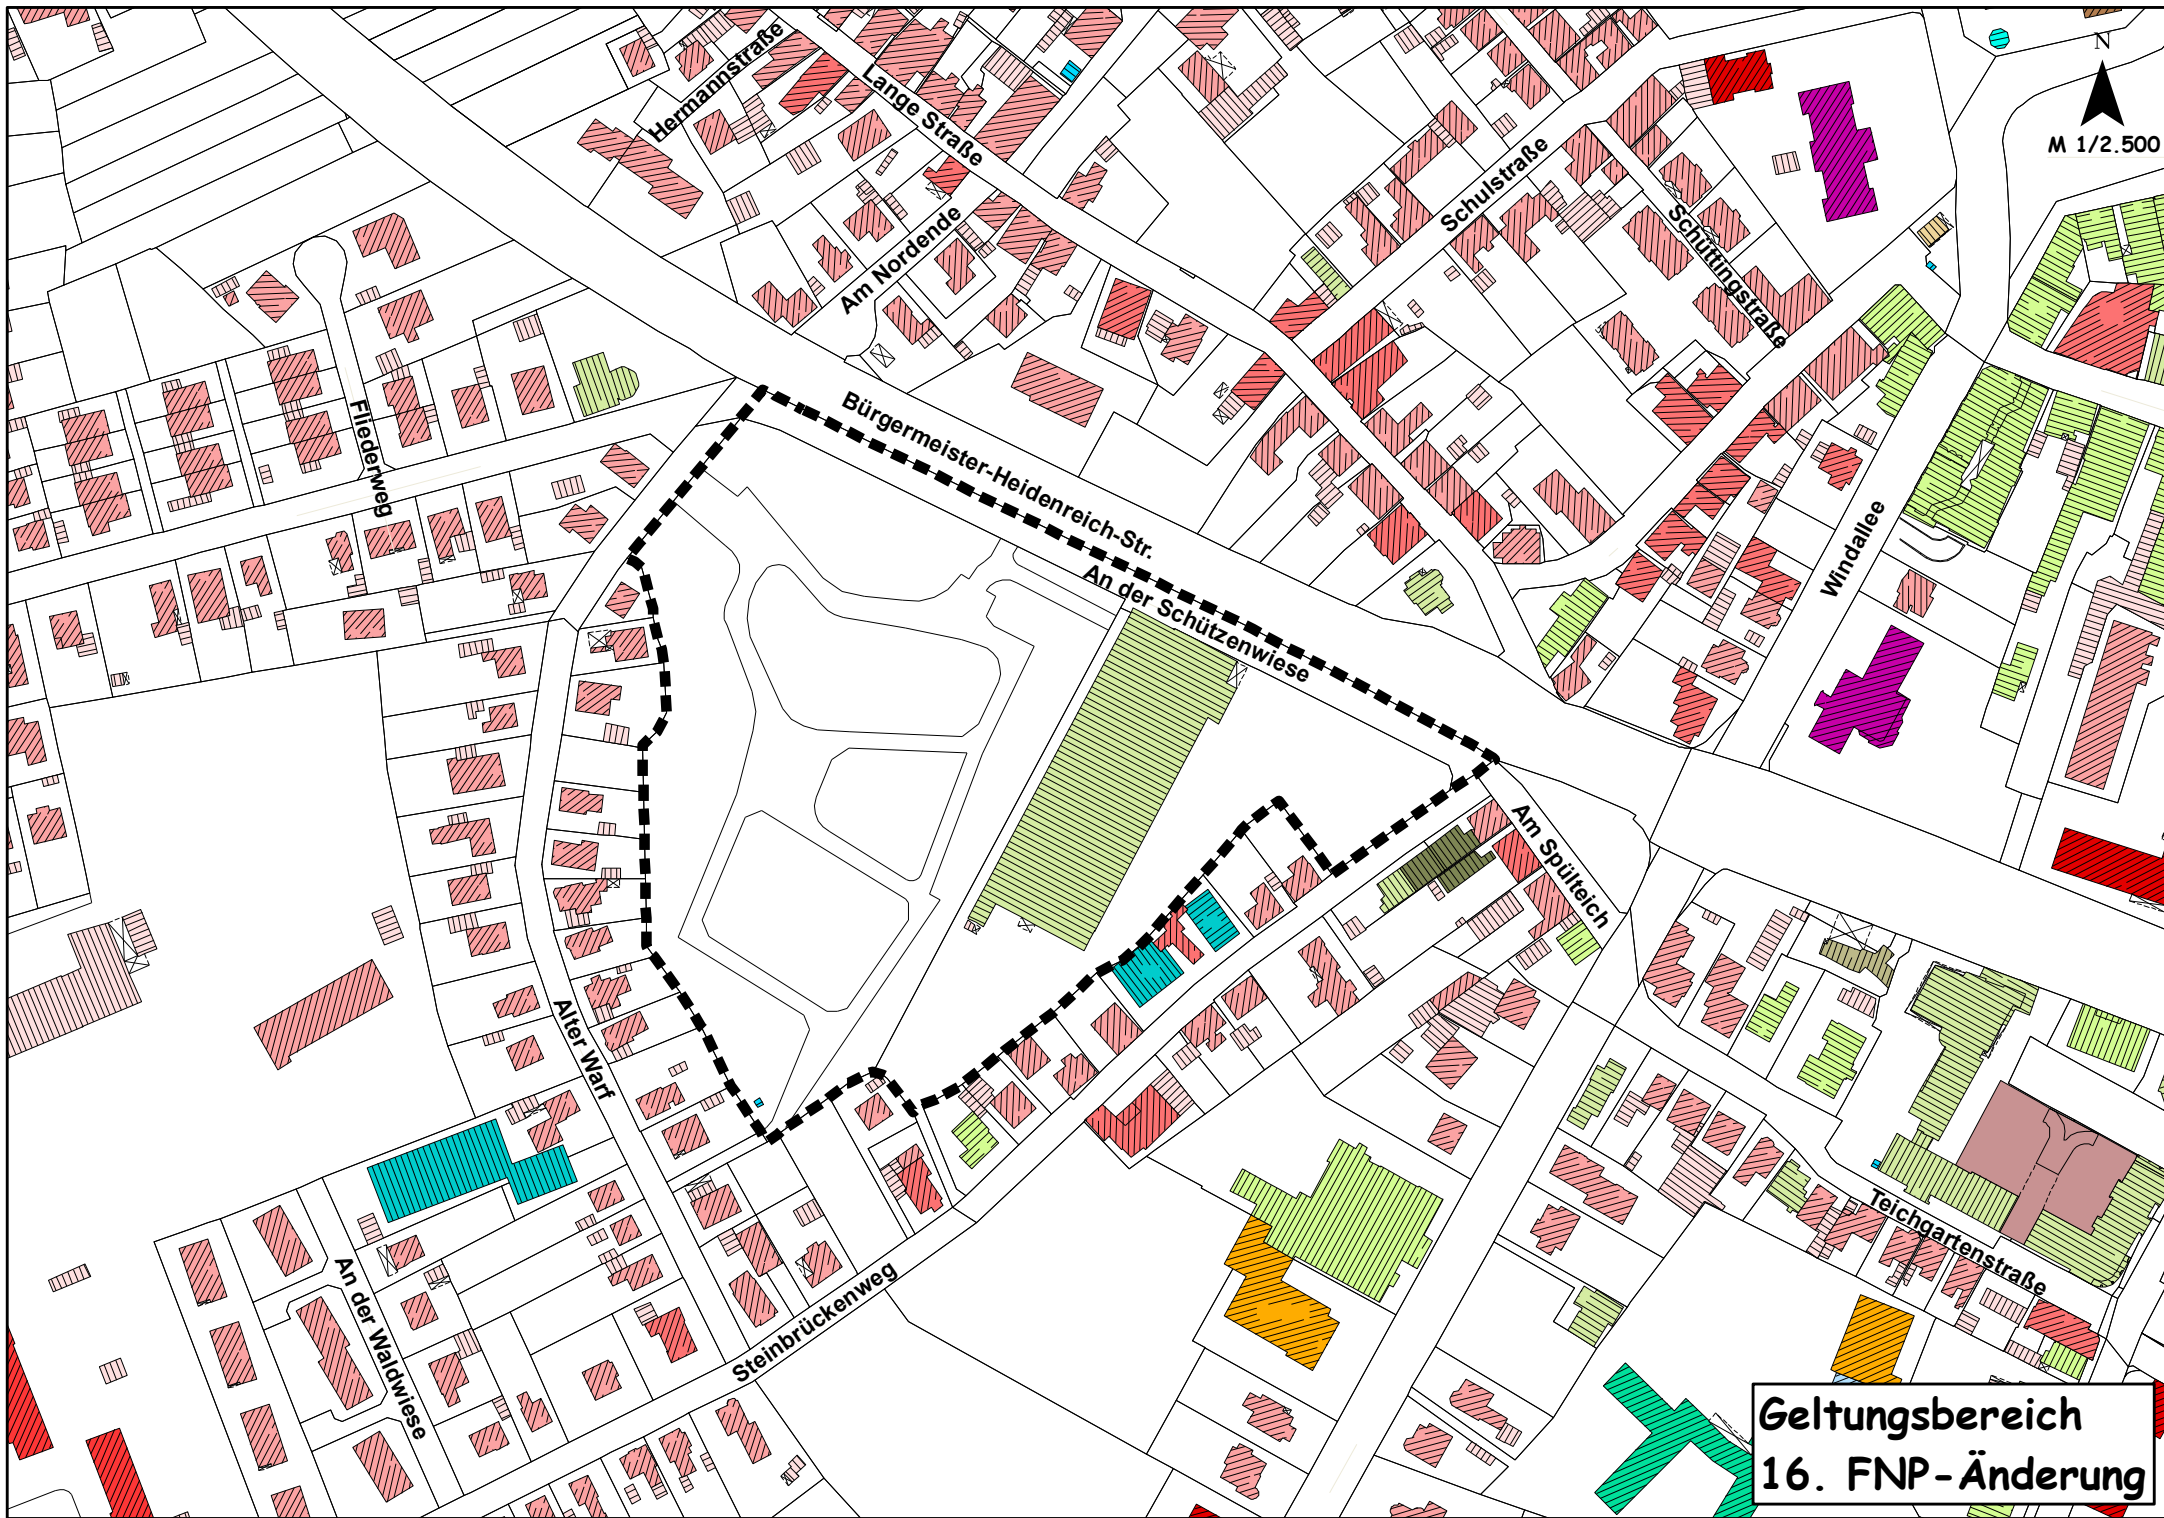 N
M 1/2.500
Hermannstraße
Lange Straße
Schulstraße
Schüttingstraße
Am Nordende
Fliederweg
Bürgermeister-Heidenreich-Str.
An der Schützenwiese
Windallee
Am Spülteich
Alter Warf
Teichgartenstraße
An der Waldwiese
Steinbrückenweg
Geltungsbereich
16. FNP-Änderung